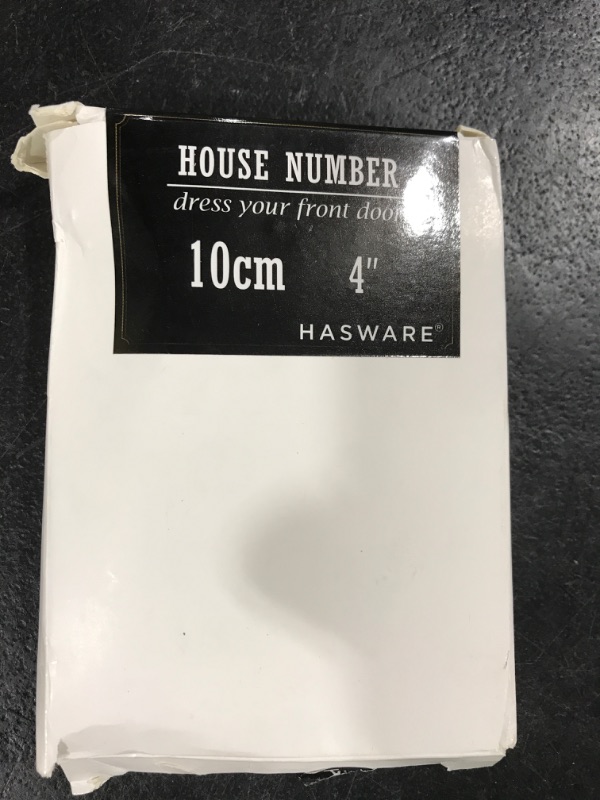 HOUSE NUMBER
dress your front door
10cm 4"
HASWARE®